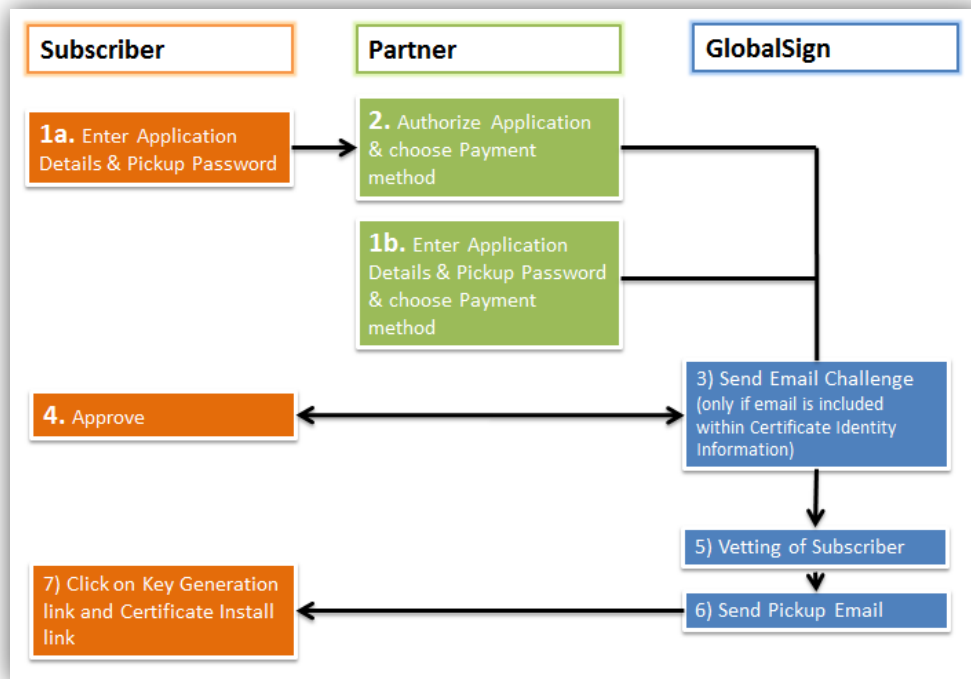 Subscriber
Partner
GlobalSign
1a. Enter Application
Details & Pickup Password
2. Authorize Application
& choose Payment
method
1b. Enter Application
Details & Pickup Password
& choose Payment
method
3) Send Email Challenge
(only if email is included
within Certificate Identity
Information)
4. Approve
5) Vetting of Subscriber
6) Send Pickup Email
7) Click on Key Generation
link and Certificate Install
link